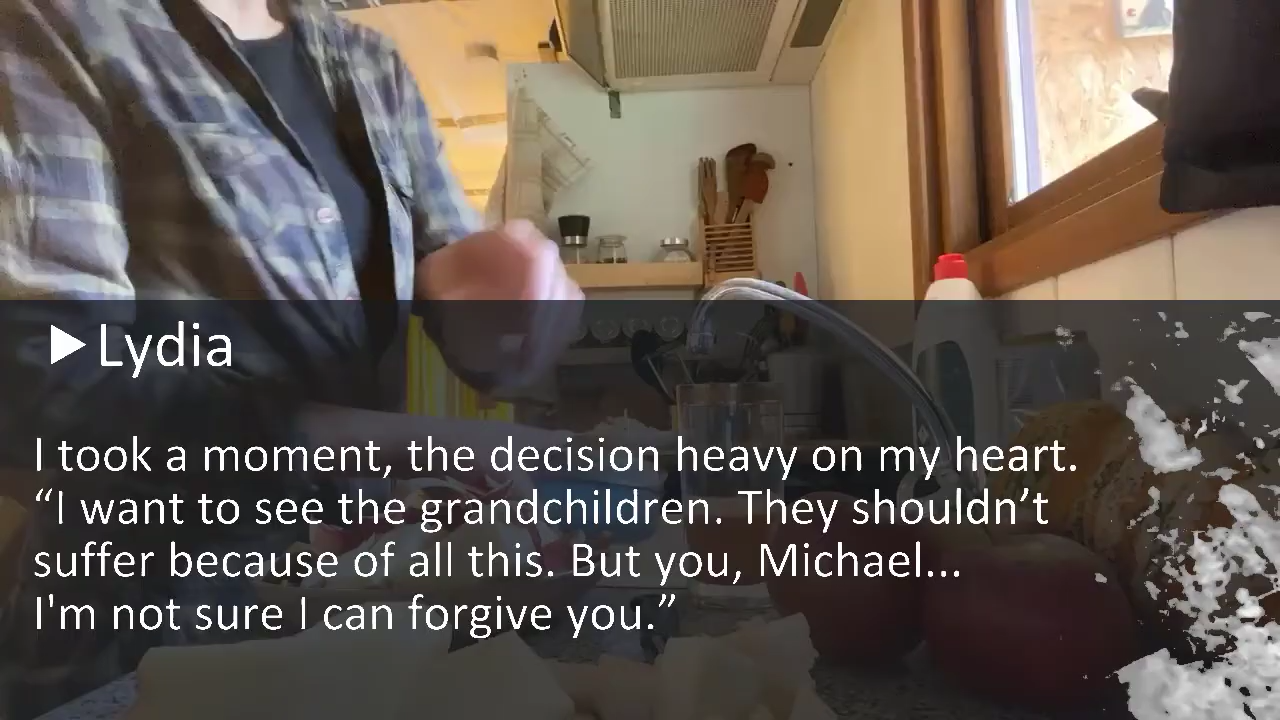 ▶Lydia
I took a moment, the decision heavy on my heart.
“I want to see the grandchildren. They shouldn’t
suffer because of all this. But you, Michael...
I'm not sure I can forgive you.”